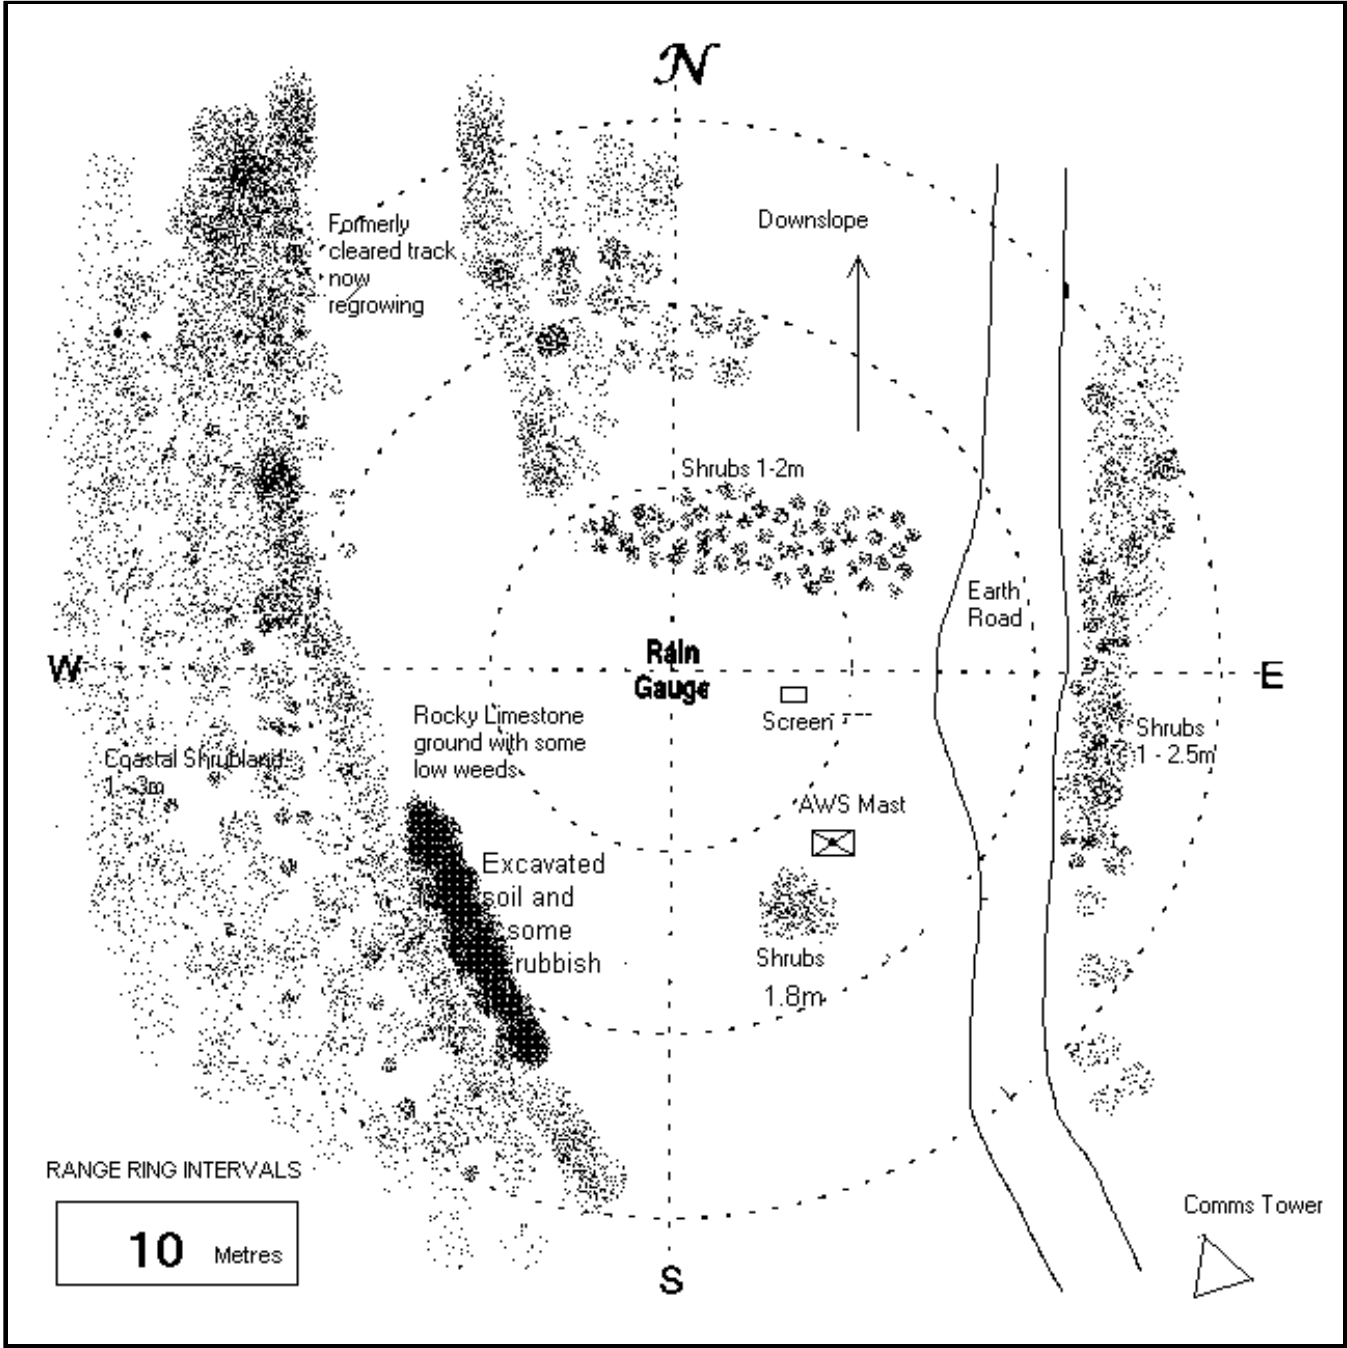 N
Formerly
cleared track
now
regrowing
Downslope
Shrubs 1-2m
Earth
Road
W
Rain
Gauge
E
Screen
Rocky Limestone
ground with some
low weeds
Shrubs
1 - 2.5m
Coastal Shrubland
1 - 3m
AWS Mast
Excavated
soil and
some
rubbish
Shrubs
1.8m
RANGE RING INTERVALS
10 Metres
S
Comms Tower